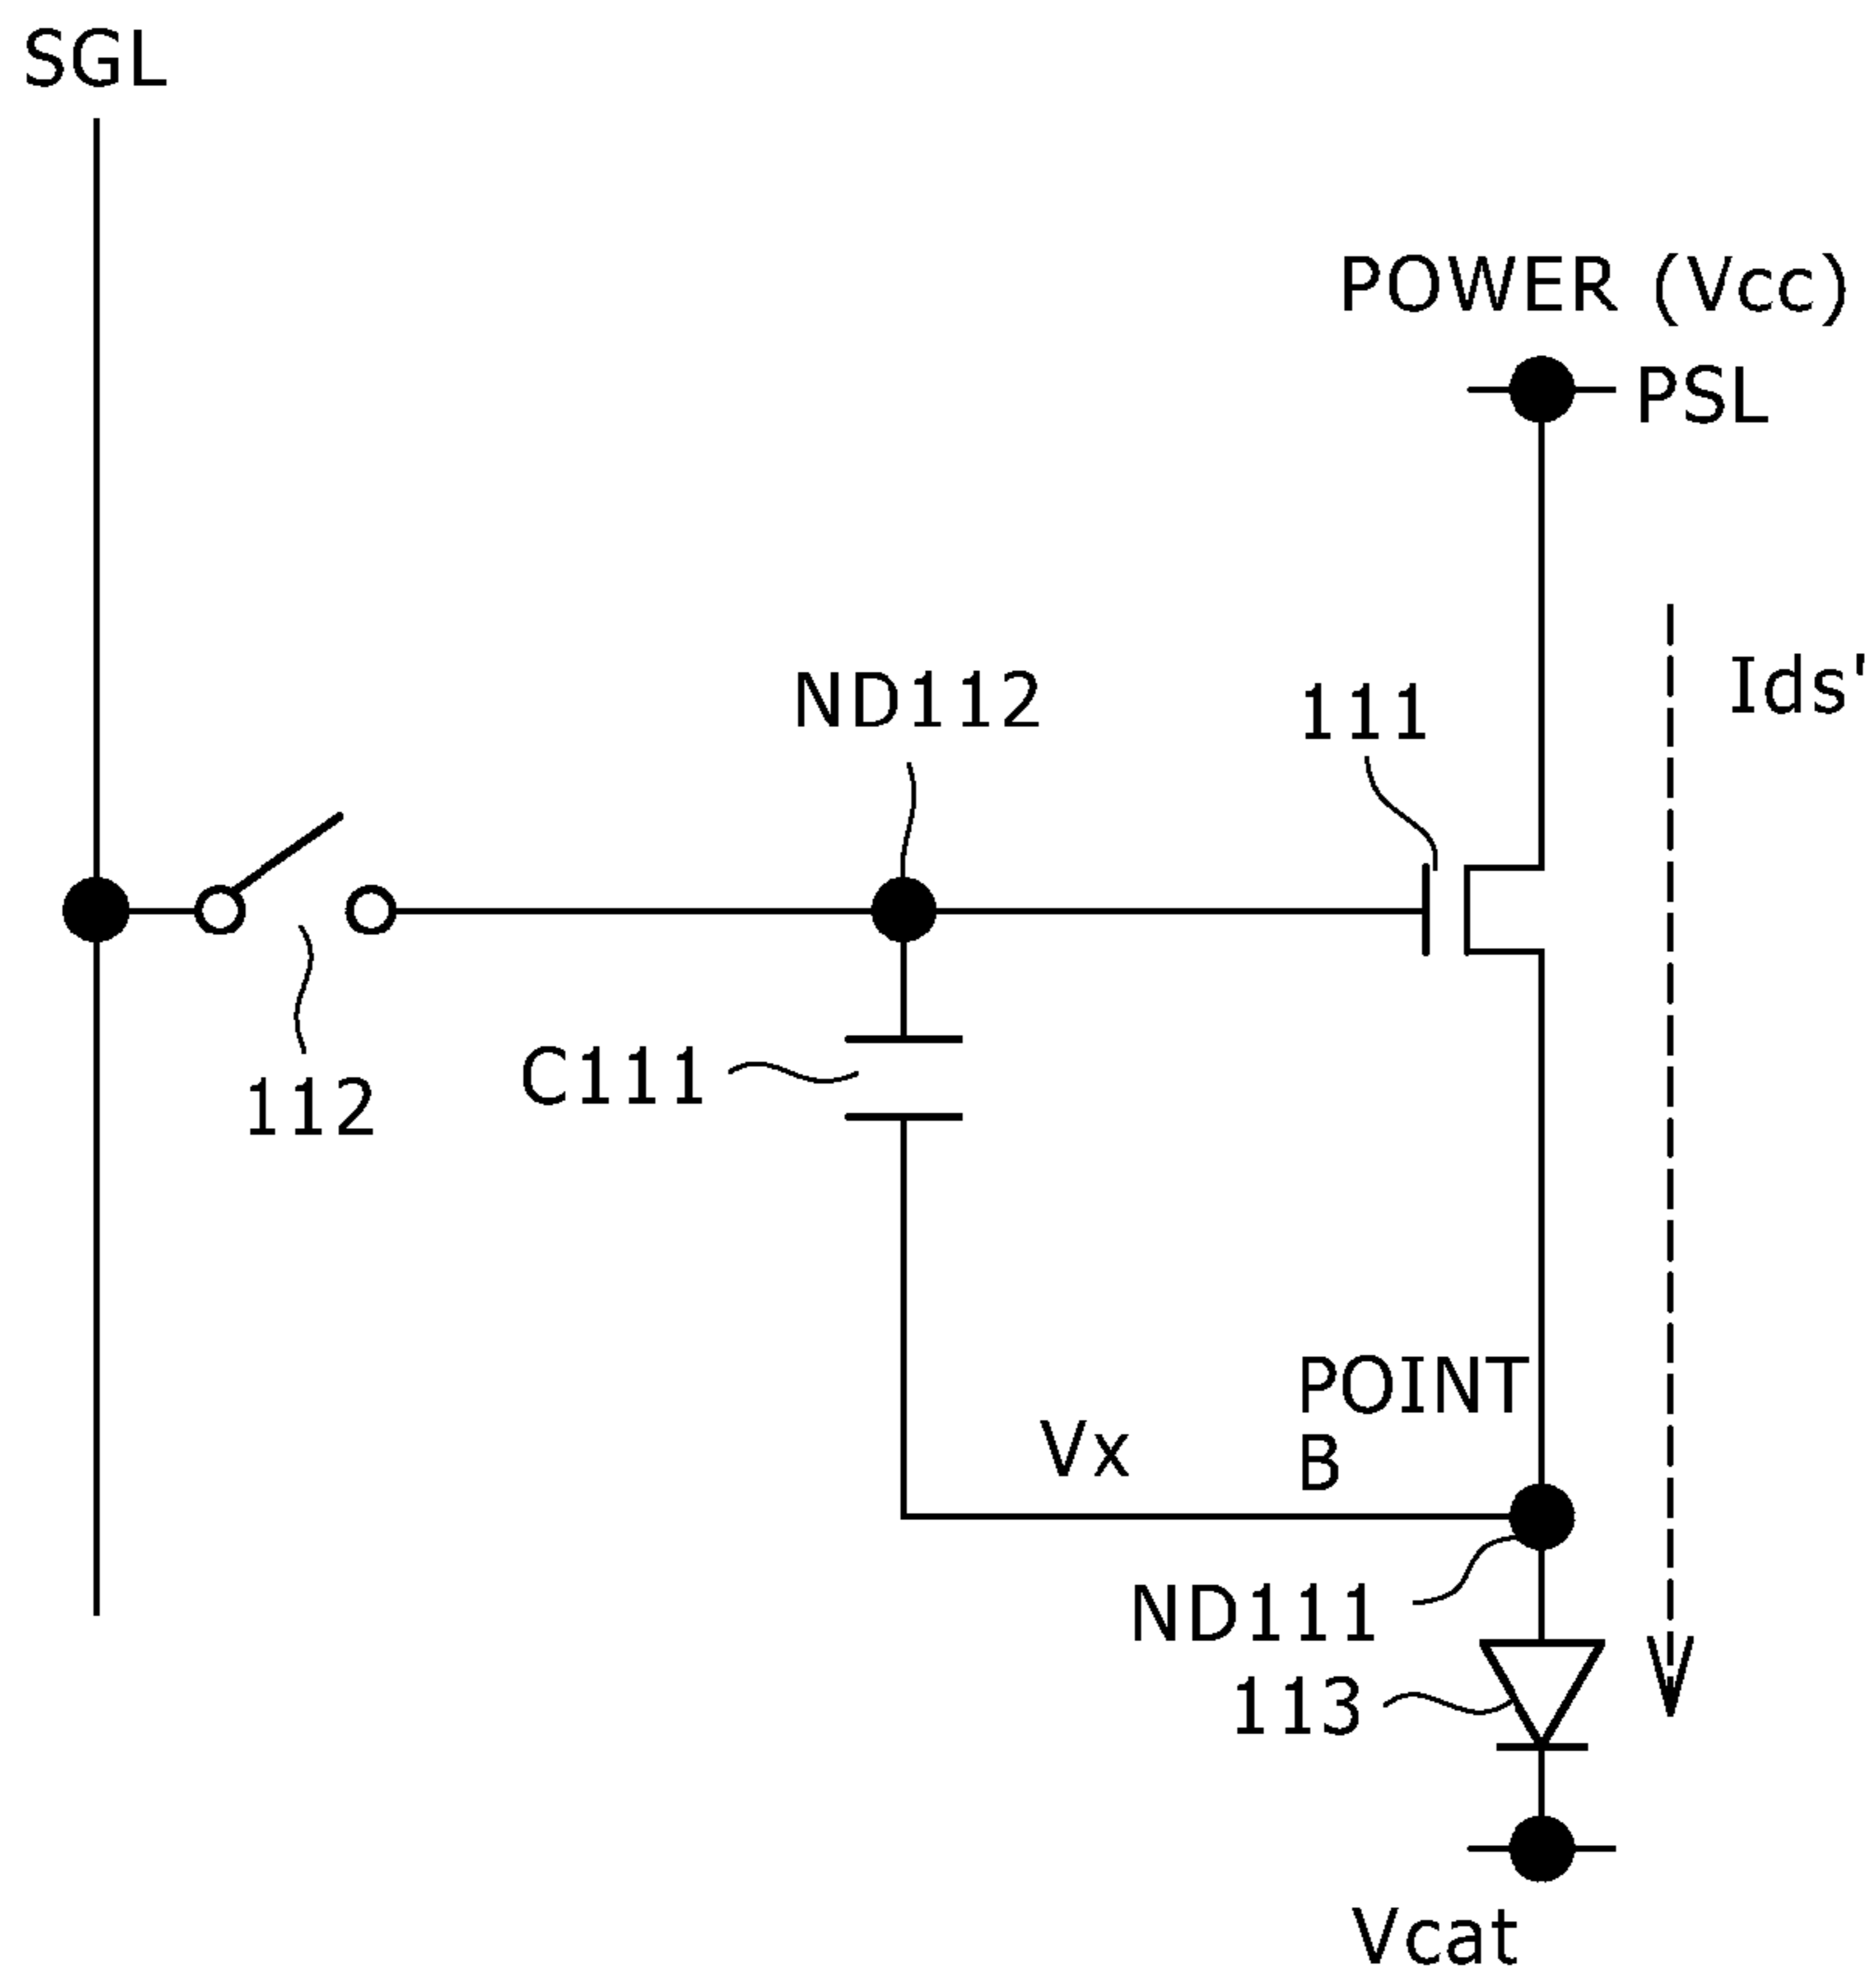 SGL
POWER (Vcc)
PSL
Ids'
ND112
111
C111
112
POINT
B
Vx
ND111
113
Vcat